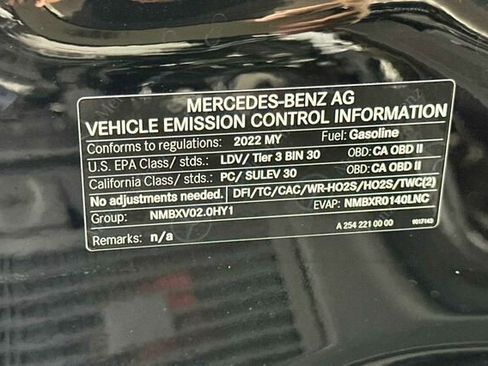 MERCEDES-BENZ AG
VEHICLE EMISSION CONTROL INFORMATION
Conforms to regulations: 2022 MY Fuel: Gasoline
U.S. EPA Class/ stds.: LDV/ Tier 3 BIN 30 OBD: CA OBD II
California Class/ stds.: PC/ SULEV 30 OBD: CA OBD II
No adjustments needed. DFI/TC/CAC/WR-HO2S/HO2S/TWC(2)
Group: NMBXV02.0HY1 EVAP: NMBXR0140LNC
Remarks: n/a A 254 221 00 00